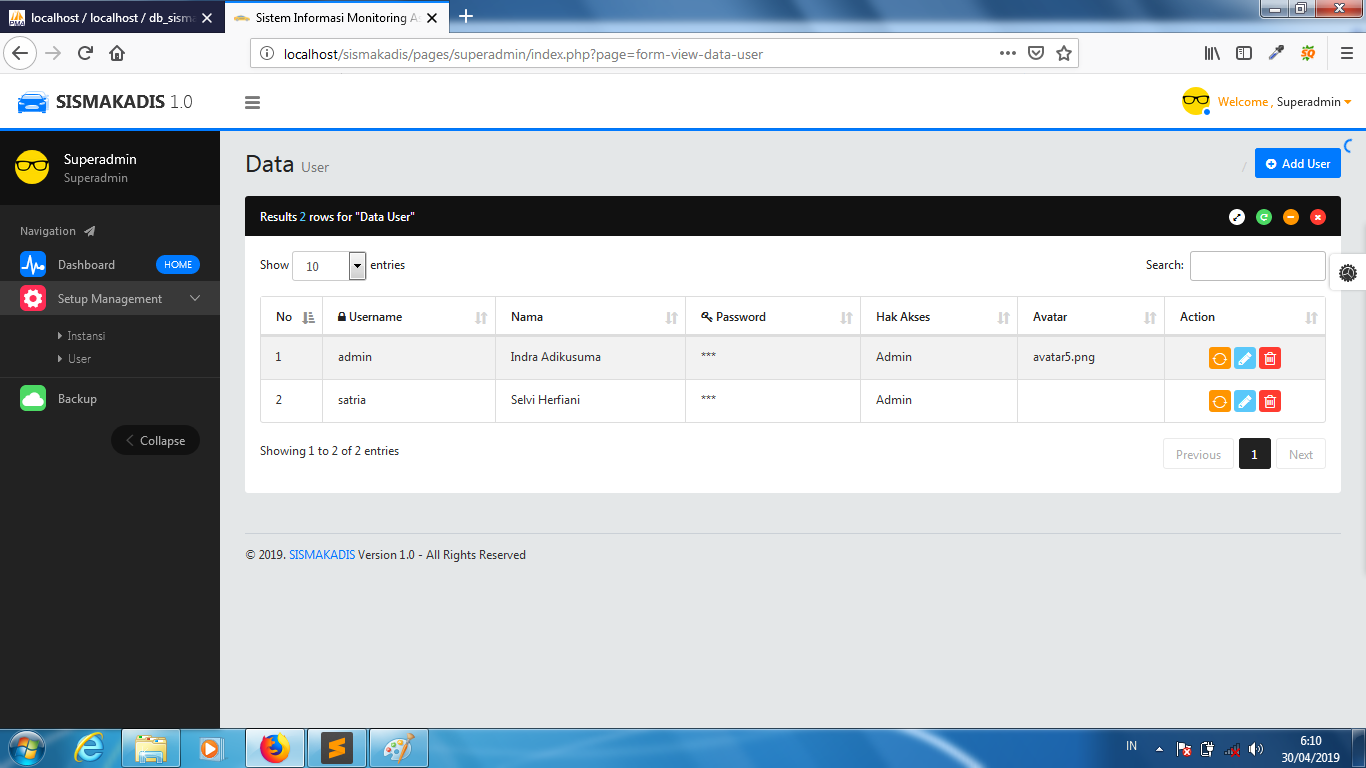 localhost / localhost / db_sism
Sistem Informasi Monitoring As
localhost/sismakadis/pages/superadmin/index.php?page=form-view-data-user
SISMAKADIS 1.0
Welcome , Superadmin
Superadmin
Superadmin
Navigation
Dashboard HOME
Setup Management
Instansi
User
Backup
Collapse
Data User
/ Add User
Results 2 rows for "Data User"
Show 10 entries
Search:
No Username Nama Password Hak Akses Avatar Action
1 admin Indra Adikusuma *** Admin avatar5.png
2 satria Selvi Herfiani *** Admin
Showing 1 to 2 of 2 entries
Previous 1 Next
© 2019. SISMAKADIS Version 1.0 - All Rights Reserved
IN
6:10
30/04/2019